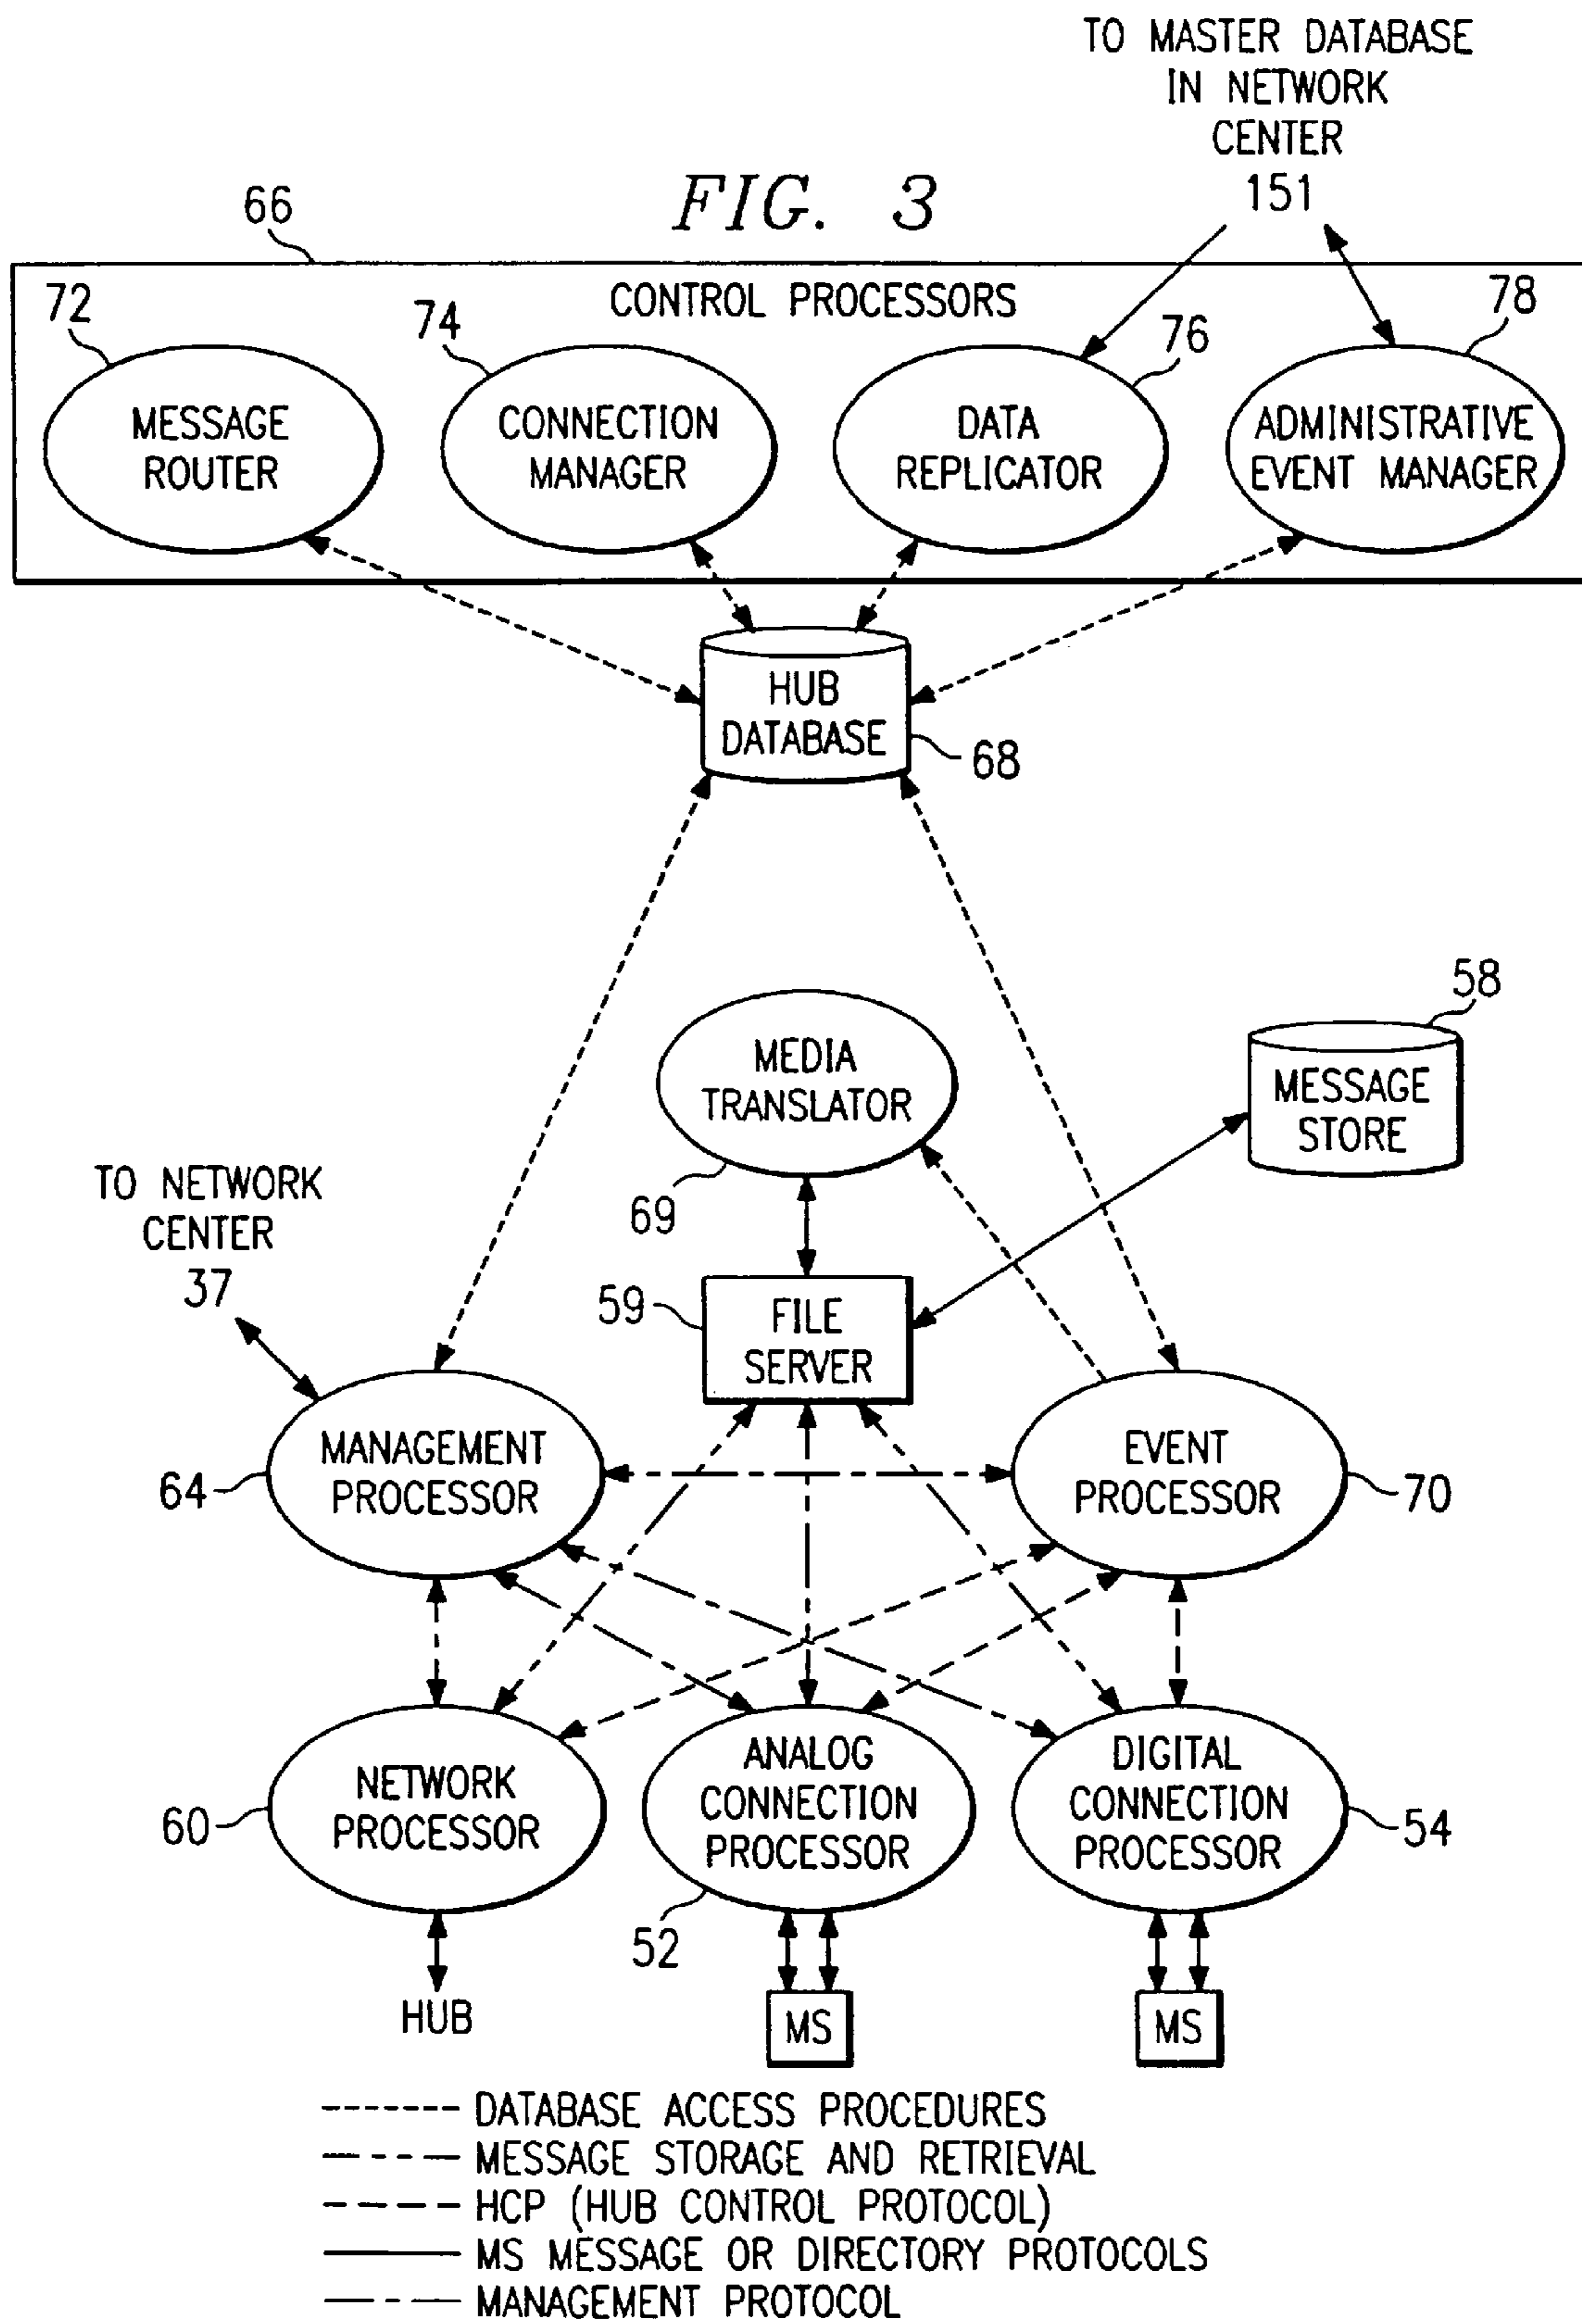 TO MASTER DATABASE
IN NETWORK
CENTER
151
FIG. 3
66
CONTROL PROCESSORS
72
74
76
78
MESSAGE
ROUTER
CONNECTION
MANAGER
DATA
REPLICATOR
ADMINISTRATIVE
EVENT MANAGER
HUB
DATABASE
68
58
MEDIA
TRANSLATOR
69
MESSAGE
STORE
TO NETWORK
CENTER
37
59
FILE
SERVER
MANAGEMENT
PROCESSOR
64
EVENT
PROCESSOR
70
NETWORK
PROCESSOR
60
ANALOG
CONNECTION
PROCESSOR
52
DIGITAL
CONNECTION
PROCESSOR
54
HUB
MS
MS
DATABASE ACCESS PROCEDURES
MESSAGE STORAGE AND RETRIEVAL
HCP (HUB CONTROL PROTOCOL)
MS MESSAGE OR DIRECTORY PROTOCOLS
MANAGEMENT PROTOCOL